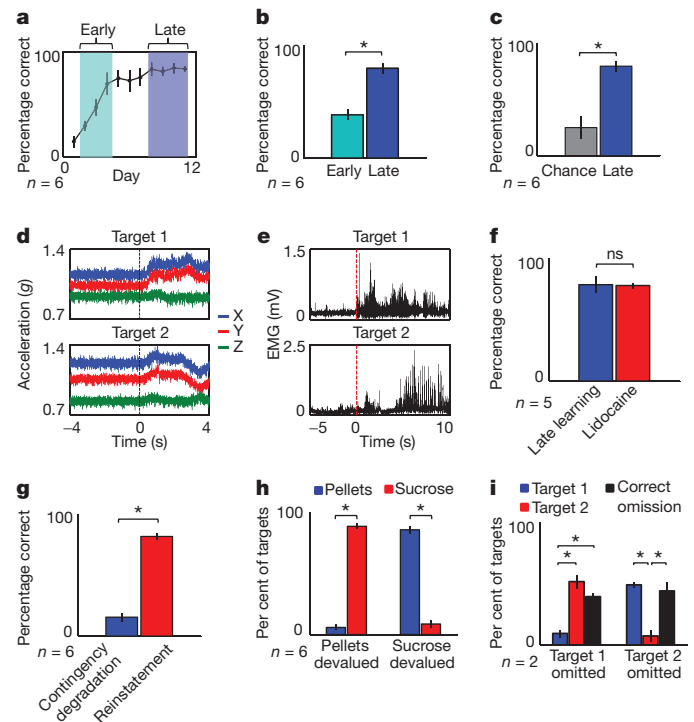 a
Early Late
Percentage correct
100
0
0 12
Day
n = 6
b
Percentage correct
100
0
*
Early Late
n = 6
c
Percentage correct
100
0
*
Chance Late
n = 6
d
Target 1
1.4
0.7
Target 2
1.4
0.7
Acceleration (g)
X
Y
Z
–4 0 4
Time (s)
e
Target 1
1.5
0
Target 2
2.5
0
EMG (mV)
–5 0 10
Time (s)
f
Percentage correct
100
0
ns
Late learning
Lidocaine
n = 5
g
Percentage correct
100
0
*
Contingency
degradation
Reinstatement
n = 6
h
Pellets Sucrose
Per cent of targets
100
0
* *
Pellets
devalued
Sucrose
devalued
n = 6
i
Target 1
Target 2
Correct
omission
Per cent of targets
100
0
*
* * *
Target 1
omitted
Target 2
omitted
n = 2